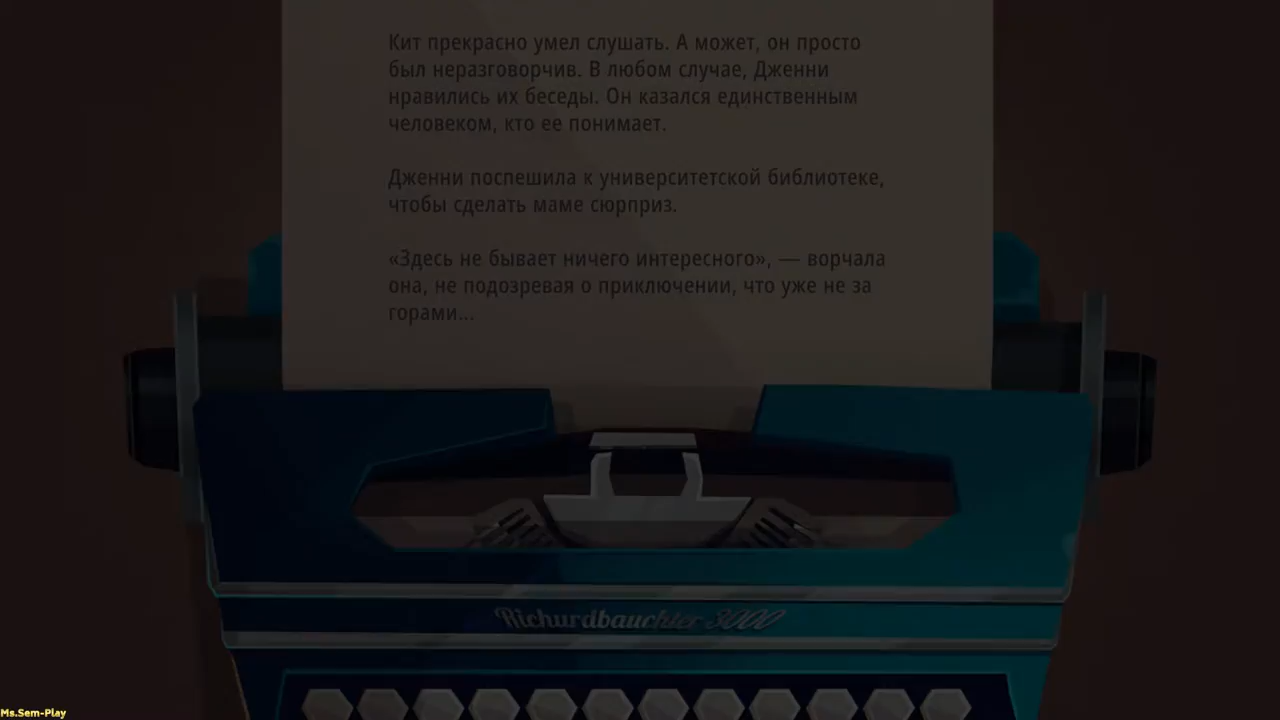 Кит прекрасно умел слушать. А может, он просто
был неразговорчив. В любом случае, Дженни
нравились их беседы. Он казался единственным
человеком, кто ее понимает.
Дженни поспешила к университетской библиотеке,
чтобы сделать маме сюрприз.
«Здесь не бывает ничего интересного», — ворчала
она, не подозревая о приключении, что уже не за
горами...
Richurdbauchter 3000
Ms.Sem-Play